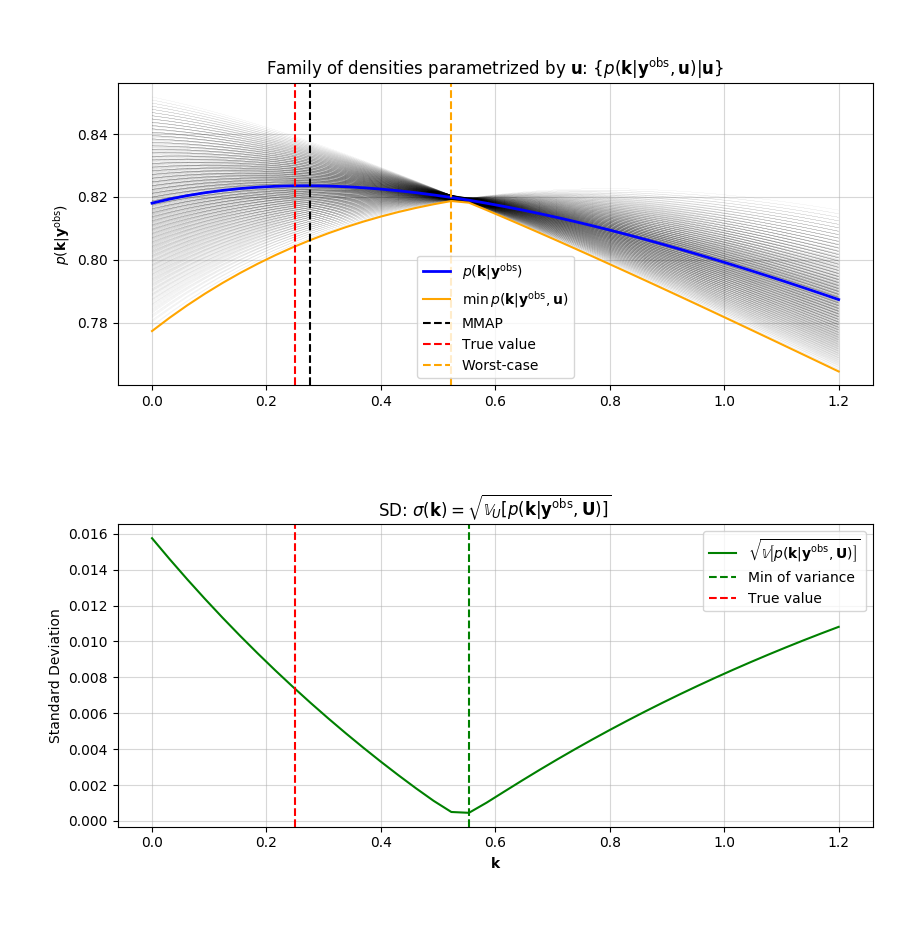 Family of densities parametrized by u: {p(k|y^obs, u)|u}
p(k|y^obs)
0.84
0.82
0.80
0.78
p(k|y^obs)
min p(k|y^obs, u)
MMAP
True value
Worst-case
0.0 0.2 0.4 0.6 0.8 1.0 1.2
SD: σ(k) = √𝕍_U[p(k|y^obs, U)]
Standard Deviation
0.016
0.014
0.012
0.010
0.008
0.006
0.004
0.002
0.000
√𝕍[p(k|y^obs, U)]
Min of variance
True value
0.0 0.2 0.4 0.6 0.8 1.0 1.2
k